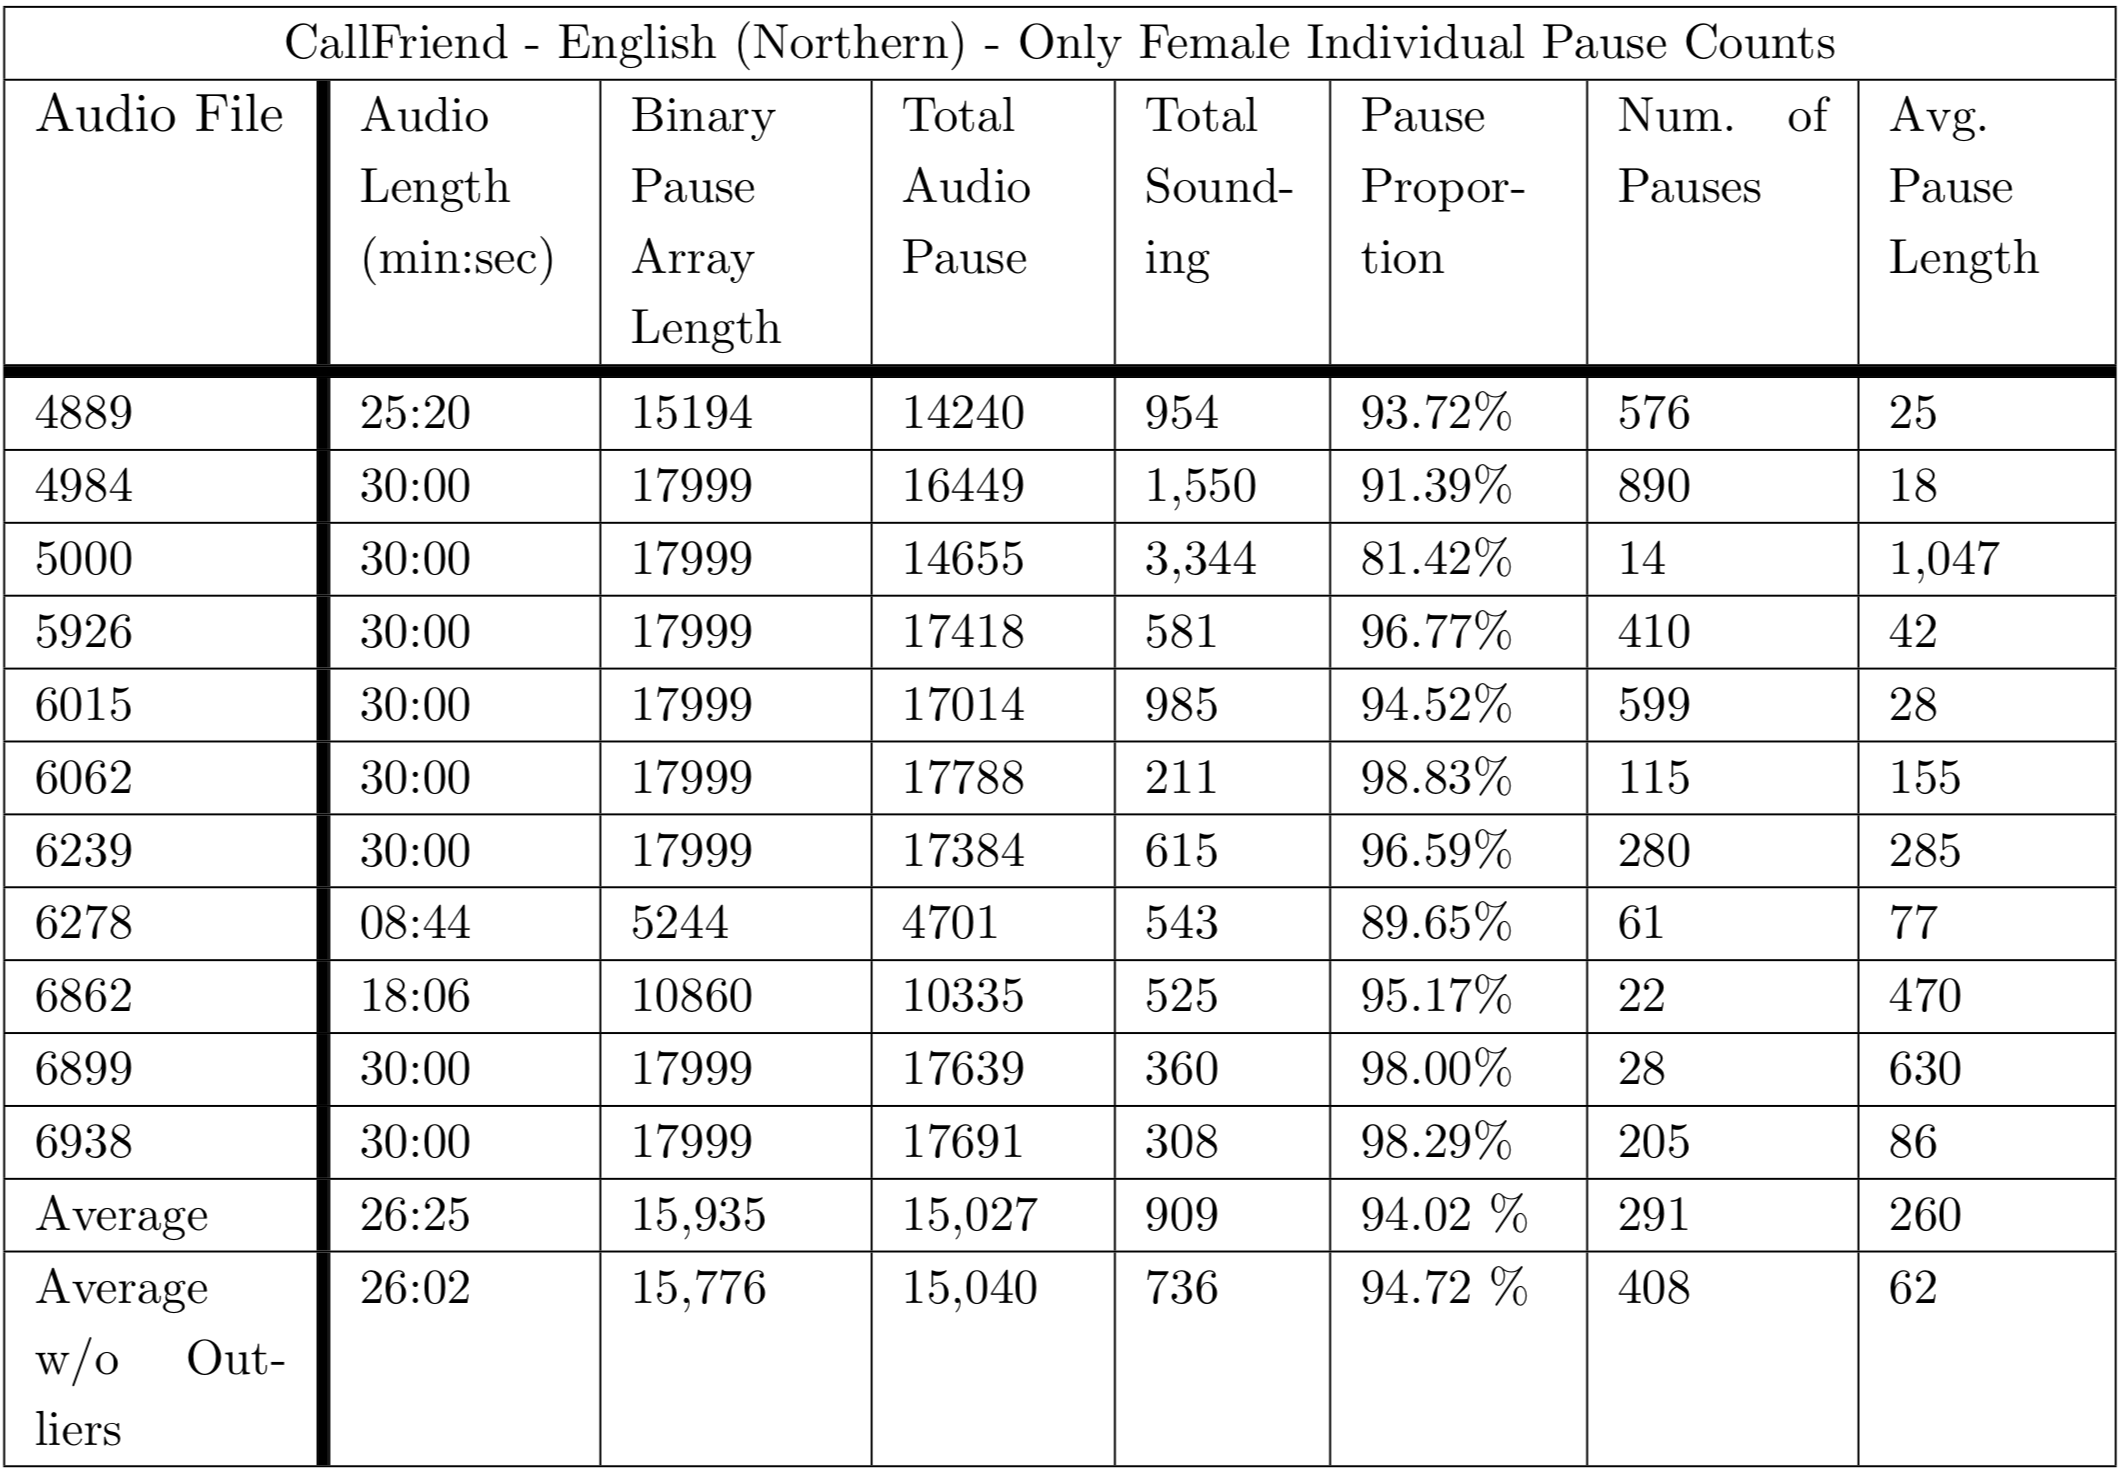 CallFriend - English (Northern) - Only Female Individual Pause Counts
Audio File Audio Binary Total Total Pause Num. of Avg.
Length Pause Audio Sound- Propor- Pauses Pause
(min:sec) Array Pause ing tion Length
Length
4889 25:20 15194 14240 954 93.72% 576 25
4984 30:00 17999 16449 1,550 91.39% 890 18
5000 30:00 17999 14655 3,344 81.42% 14 1,047
5926 30:00 17999 17418 581 96.77% 410 42
6015 30:00 17999 17014 985 94.52% 599 28
6062 30:00 17999 17788 211 98.83% 115 155
6239 30:00 17999 17384 615 96.59% 280 285
6278 08:44 5244 4701 543 89.65% 61 77
6862 18:06 10860 10335 525 95.17% 22 470
6899 30:00 17999 17639 360 98.00% 28 630
6938 30:00 17999 17691 308 98.29% 205 86
Average 26:25 15,935 15,027 909 94.02 % 291 260
Average 26:02 15,776 15,040 736 94.72 % 408 62
w/o Out-
liers